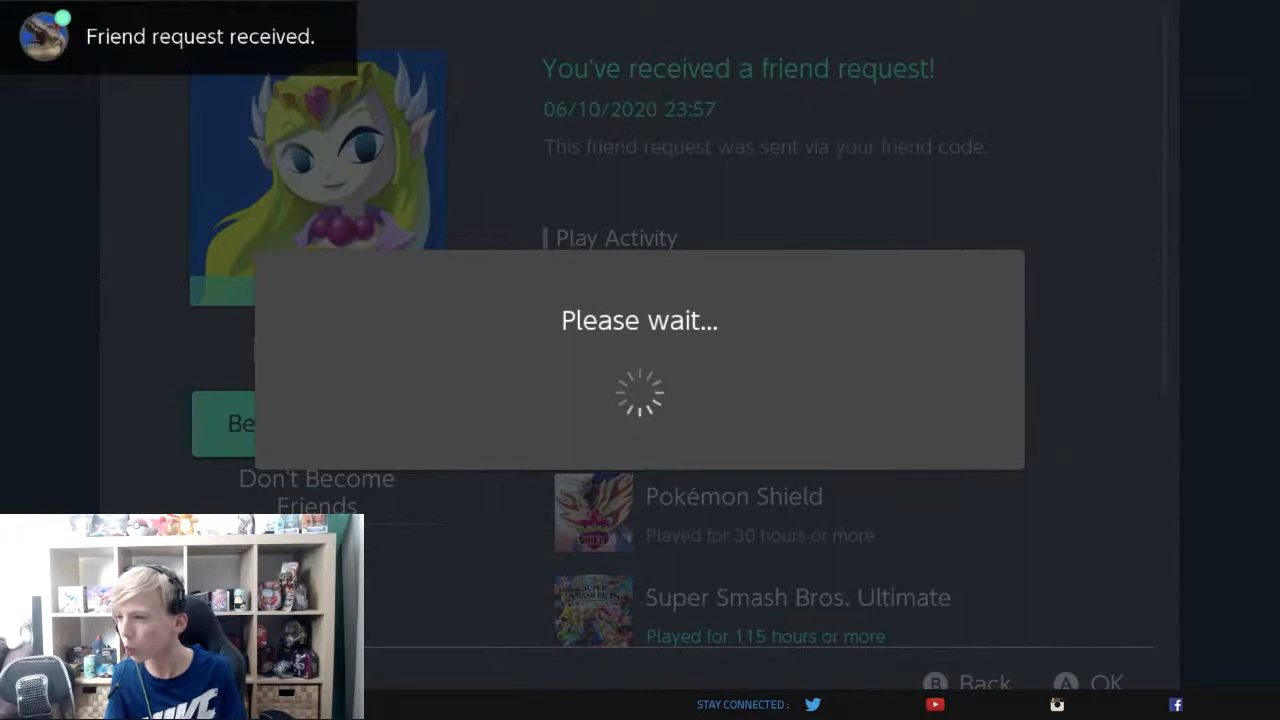 Friend request received.
You've received a friend request!
06/10/2020 23:57
This friend request was sent via your friend code.
Play Activity
Please wait...
Be
Don't Become
Friends
Pokémon Shield
Played for 30 hours or more
Super Smash Bros. Ultimate
Played for 115 hours or more
B Back
A OK
STAY CONNECTED :